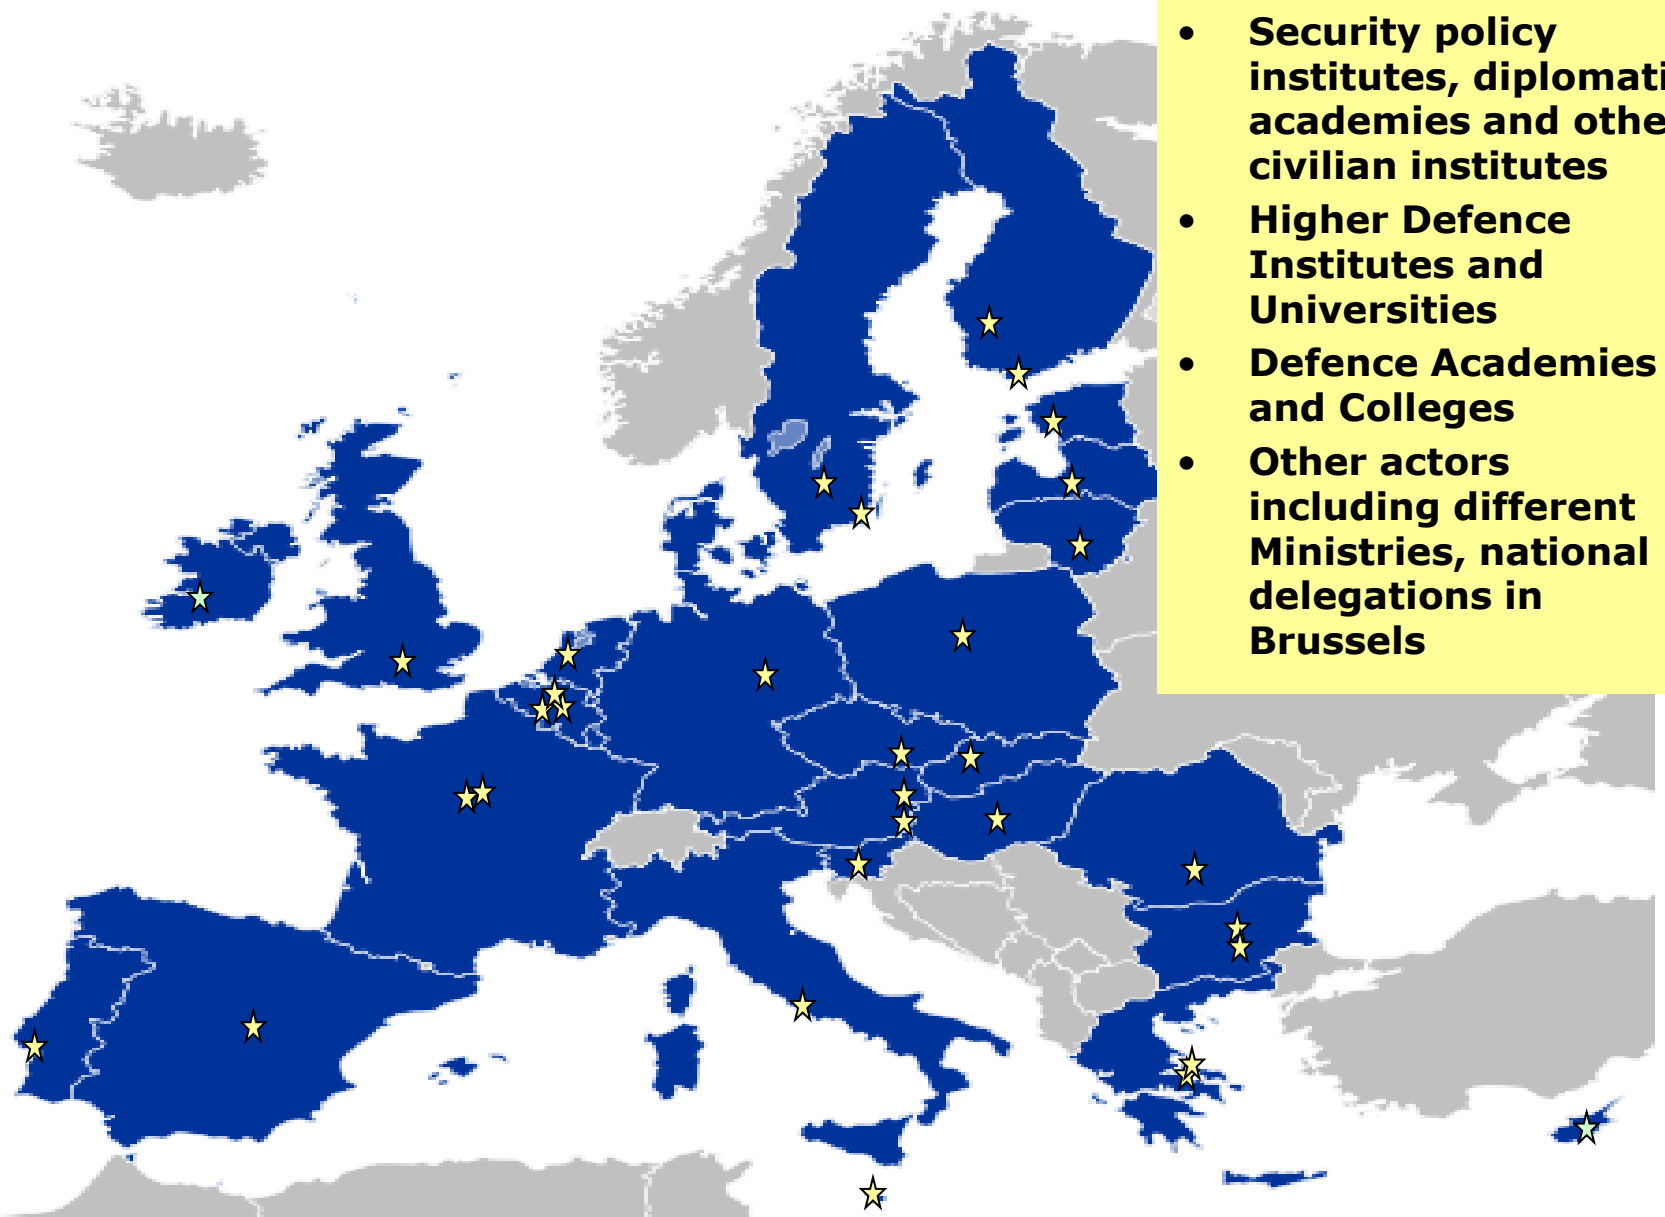 • Security policy
institutes, diplomati
academies and othe
civilian institutes
• Higher Defence
Institutes and
Universities
• Defence Academies
and Colleges
• Other actors
including different
Ministries, national
delegations in
Brussels